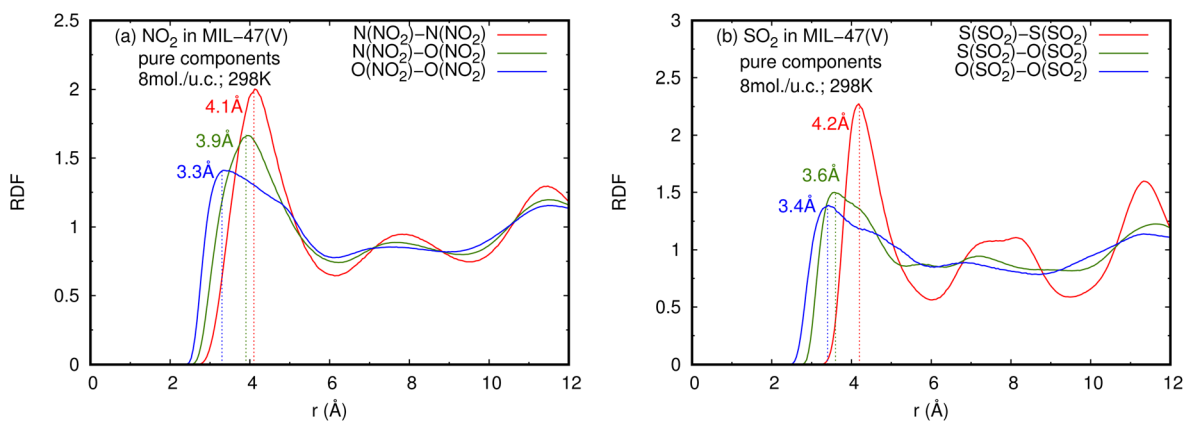 (a) NO2 in MIL−47(V)
pure components
8mol./u.c.; 298K
N(NO2)−N(NO2)
N(NO2)−O(NO2)
O(NO2)−O(NO2)
4.1Å
3.9Å
3.3Å
RDF
2.5
2
1.5
1
0.5
0
0 2 4 6 8 10 12
r (Å)
(b) SO2 in MIL−47(V)
pure components
8mol./u.c.; 298K
S(SO2)−S(SO2)
S(SO2)−O(SO2)
O(SO2)−O(SO2)
4.2Å
3.6Å
3.4Å
RDF
3
2.5
2
1.5
1
0.5
0
0 2 4 6 8 10 12
r (Å)